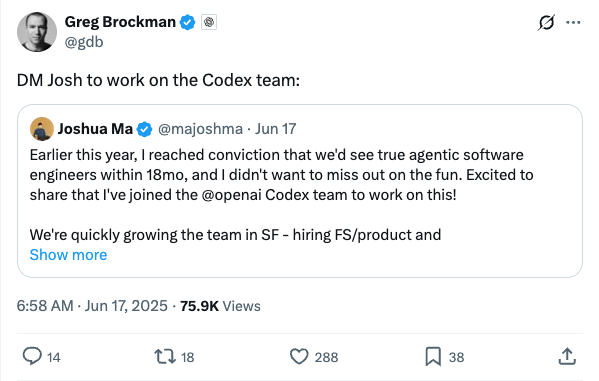 Greg Brockman
@gdb
DM Josh to work on the Codex team:
Joshua Ma @majoshma · Jun 17
Earlier this year, I reached conviction that we'd see true agentic software
engineers within 18mo, and I didn't want to miss out on the fun. Excited to
share that I've joined the @openai Codex team to work on this!
We're quickly growing the team in SF - hiring FS/product and
Show more
6:58 AM · Jun 17, 2025 · 75.9K Views
14 18 288 38